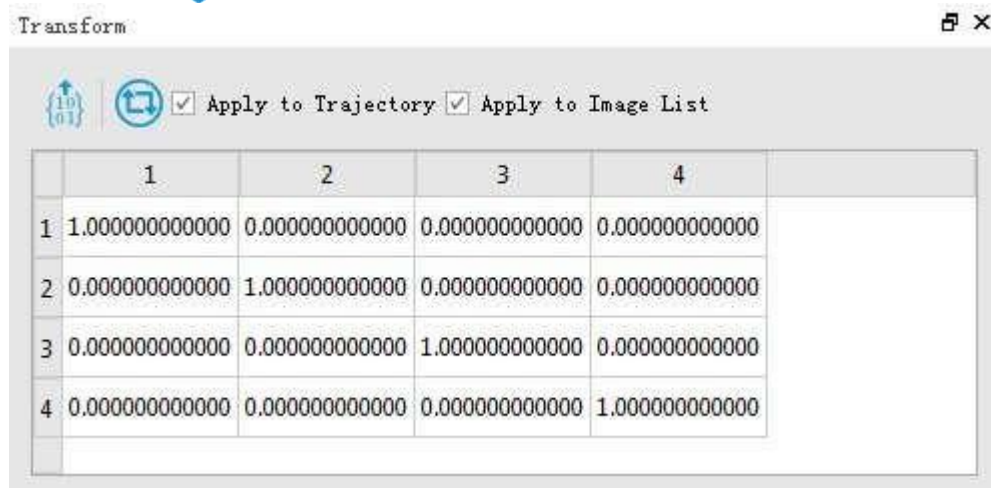 Transform
{10
01} Apply to Trajectory Apply to Image List
1 2 3 4
1 1.000000000000 0.000000000000 0.000000000000 0.000000000000
2 0.000000000000 1.000000000000 0.000000000000 0.000000000000
3 0.000000000000 0.000000000000 1.000000000000 0.000000000000
4 0.000000000000 0.000000000000 0.000000000000 1.000000000000